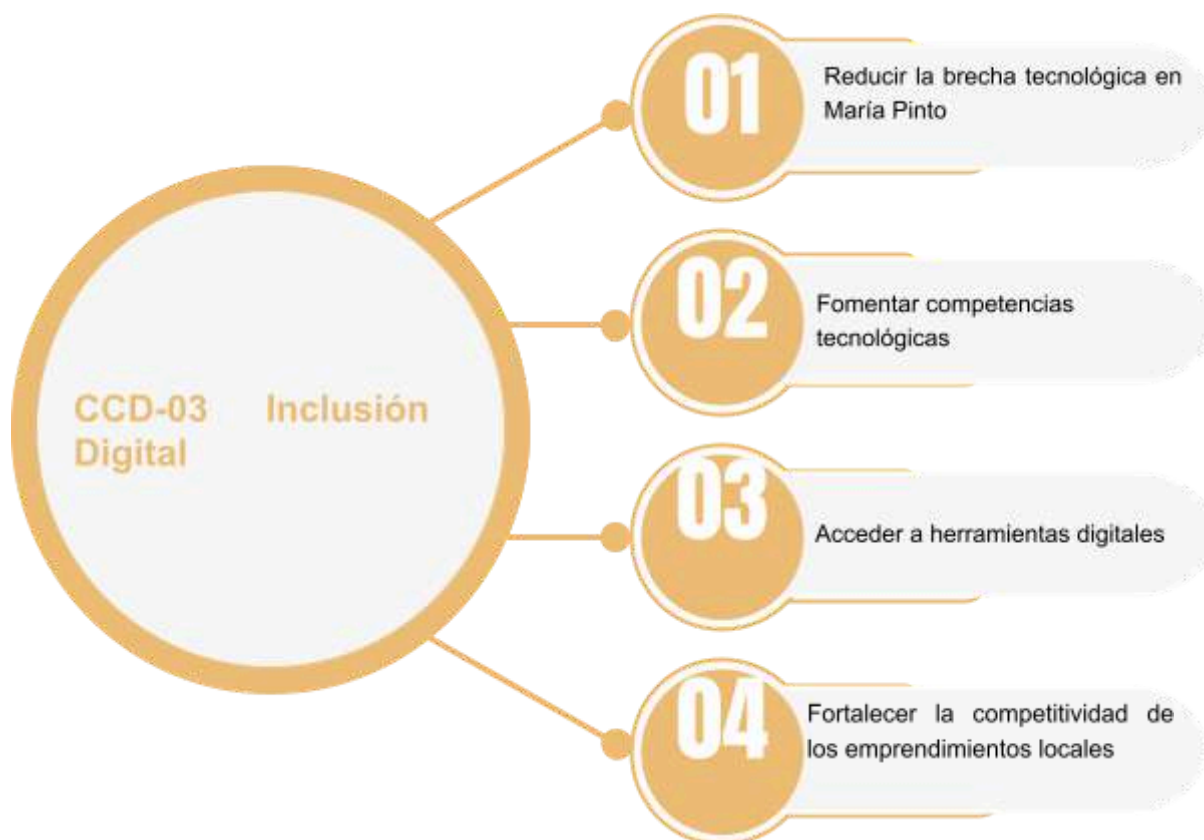 CCD-03 Inclusión
Digital
01
Reducir la brecha tecnológica en
María Pinto
02
Fomentar competencias
tecnológicas
03
Acceder a herramientas digitales
04
Fortalecer la competitividad de
los emprendimientos locales